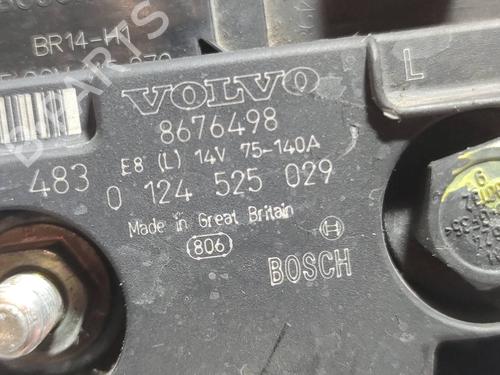 BR14-H1
VOLVO
8676498
E8 (L) 14V 75-140A
483 0 124 525 029
Made in Great Britain
806
BOSCH
L